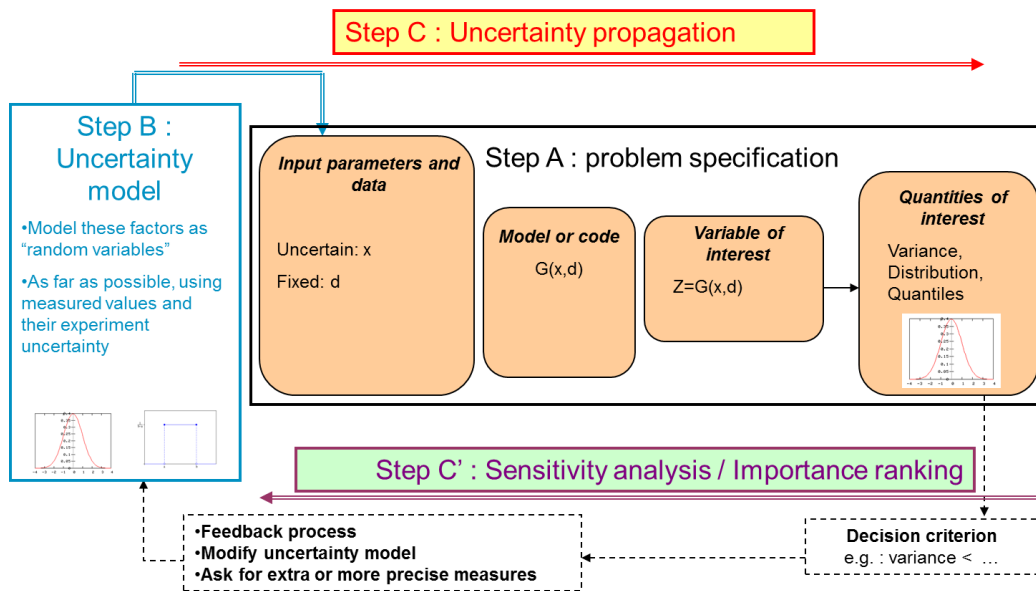 Step C : Uncertainty propagation
Step B :
Uncertainty
model
•Model these factors as
“random variables”
•As far as possible, using
measured values and
their experiment
uncertainty
Step A : problem specification
Input parameters and
data
Uncertain: x
Fixed: d
Model or code
G(x,d)
Variable of
interest
Z=G(x,d)
Quantities of
interest
Variance,
Distribution,
Quantiles
Step C’ : Sensitivity analysis / Importance ranking
•Feedback process
•Modify uncertainty model
•Ask for extra or more precise measures
Decision criterion
e.g. : variance < …